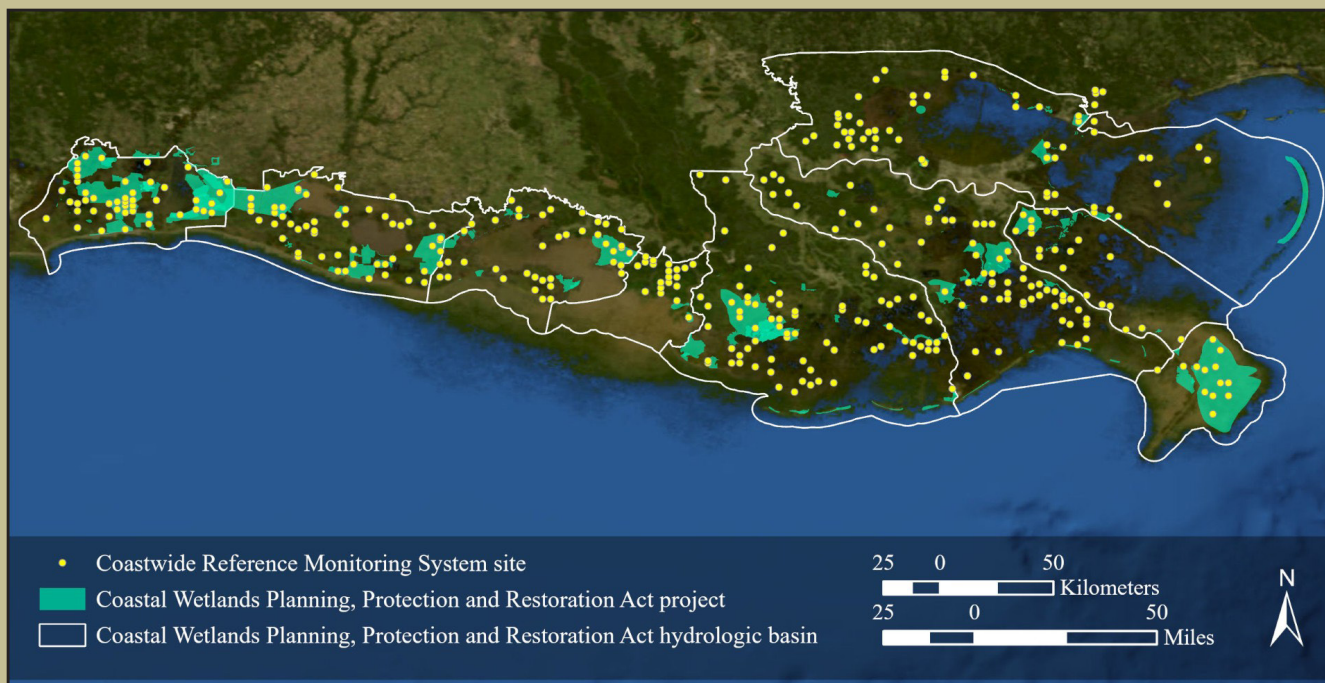 Coastwide Reference Monitoring System site
Coastal Wetlands Planning, Protection and Restoration Act project
Coastal Wetlands Planning, Protection and Restoration Act hydrologic basin
25 0 50
Kilometers
25 0 50
Miles
N